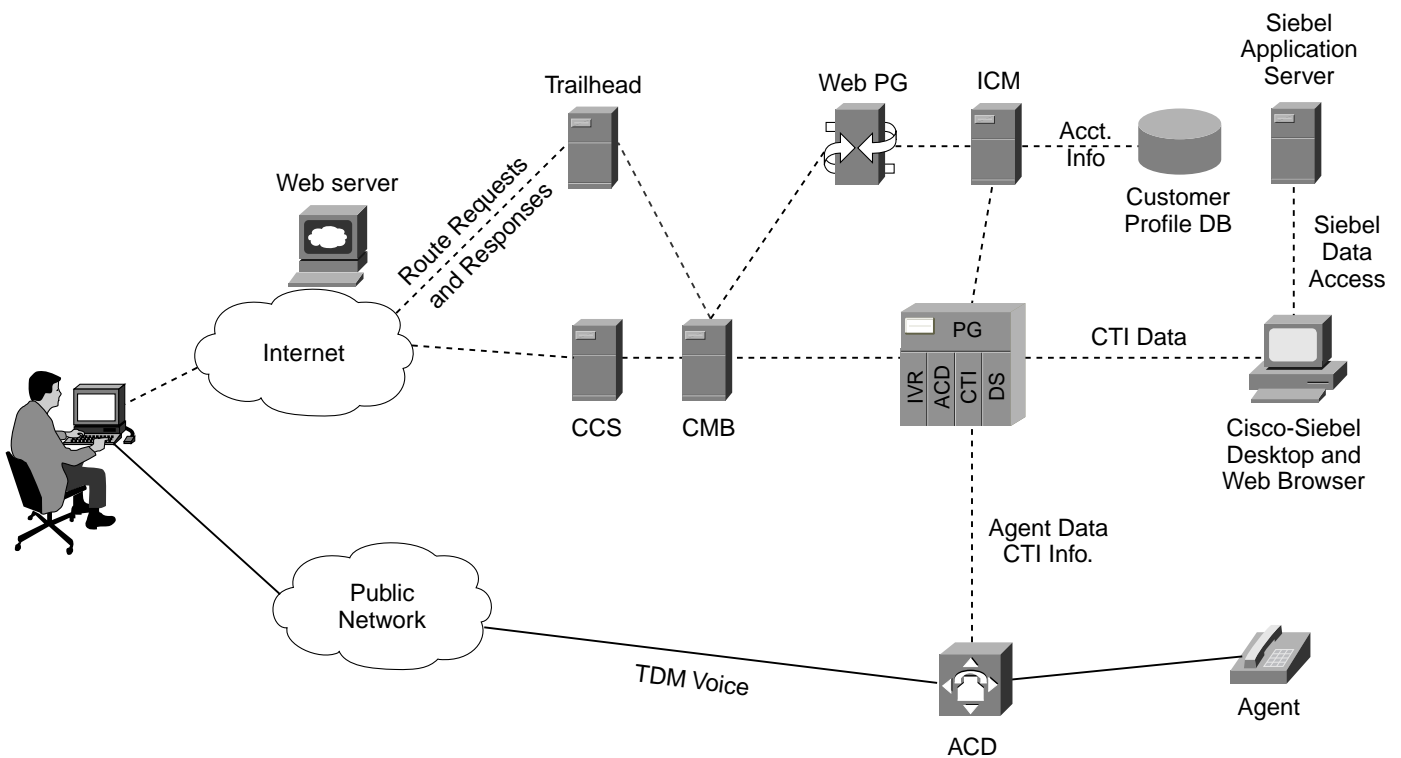 Siebel
Application
Server
Trailhead
Web PG
ICM
Acct.
Info
Web server
Route Requests
and Responses
Customer
Profile DB
Siebel
Data
Access
Internet
PG
CTI Data
IVR
ACD
CTI
DS
CCS
CMB
Cisco-Siebel
Desktop and
Web Browser
Agent Data
CTI Info.
Public
Network
TDM Voice
Agent
ACD